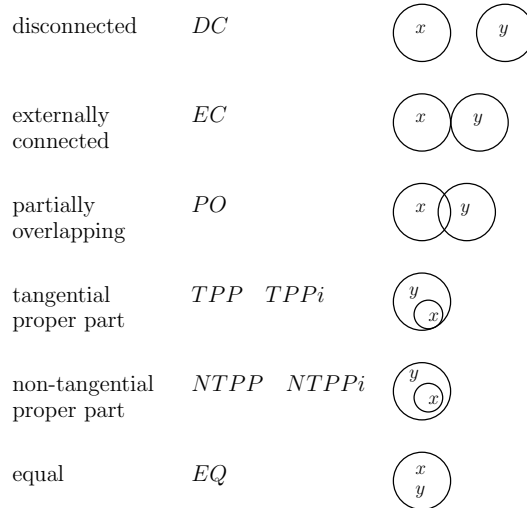 disconnected DC x y
externally connected EC x y
partially overlapping PO x y
tangential proper part TPP TPPi y x
non-tangential proper part NTPP NTPPi y x
equal EQ x y